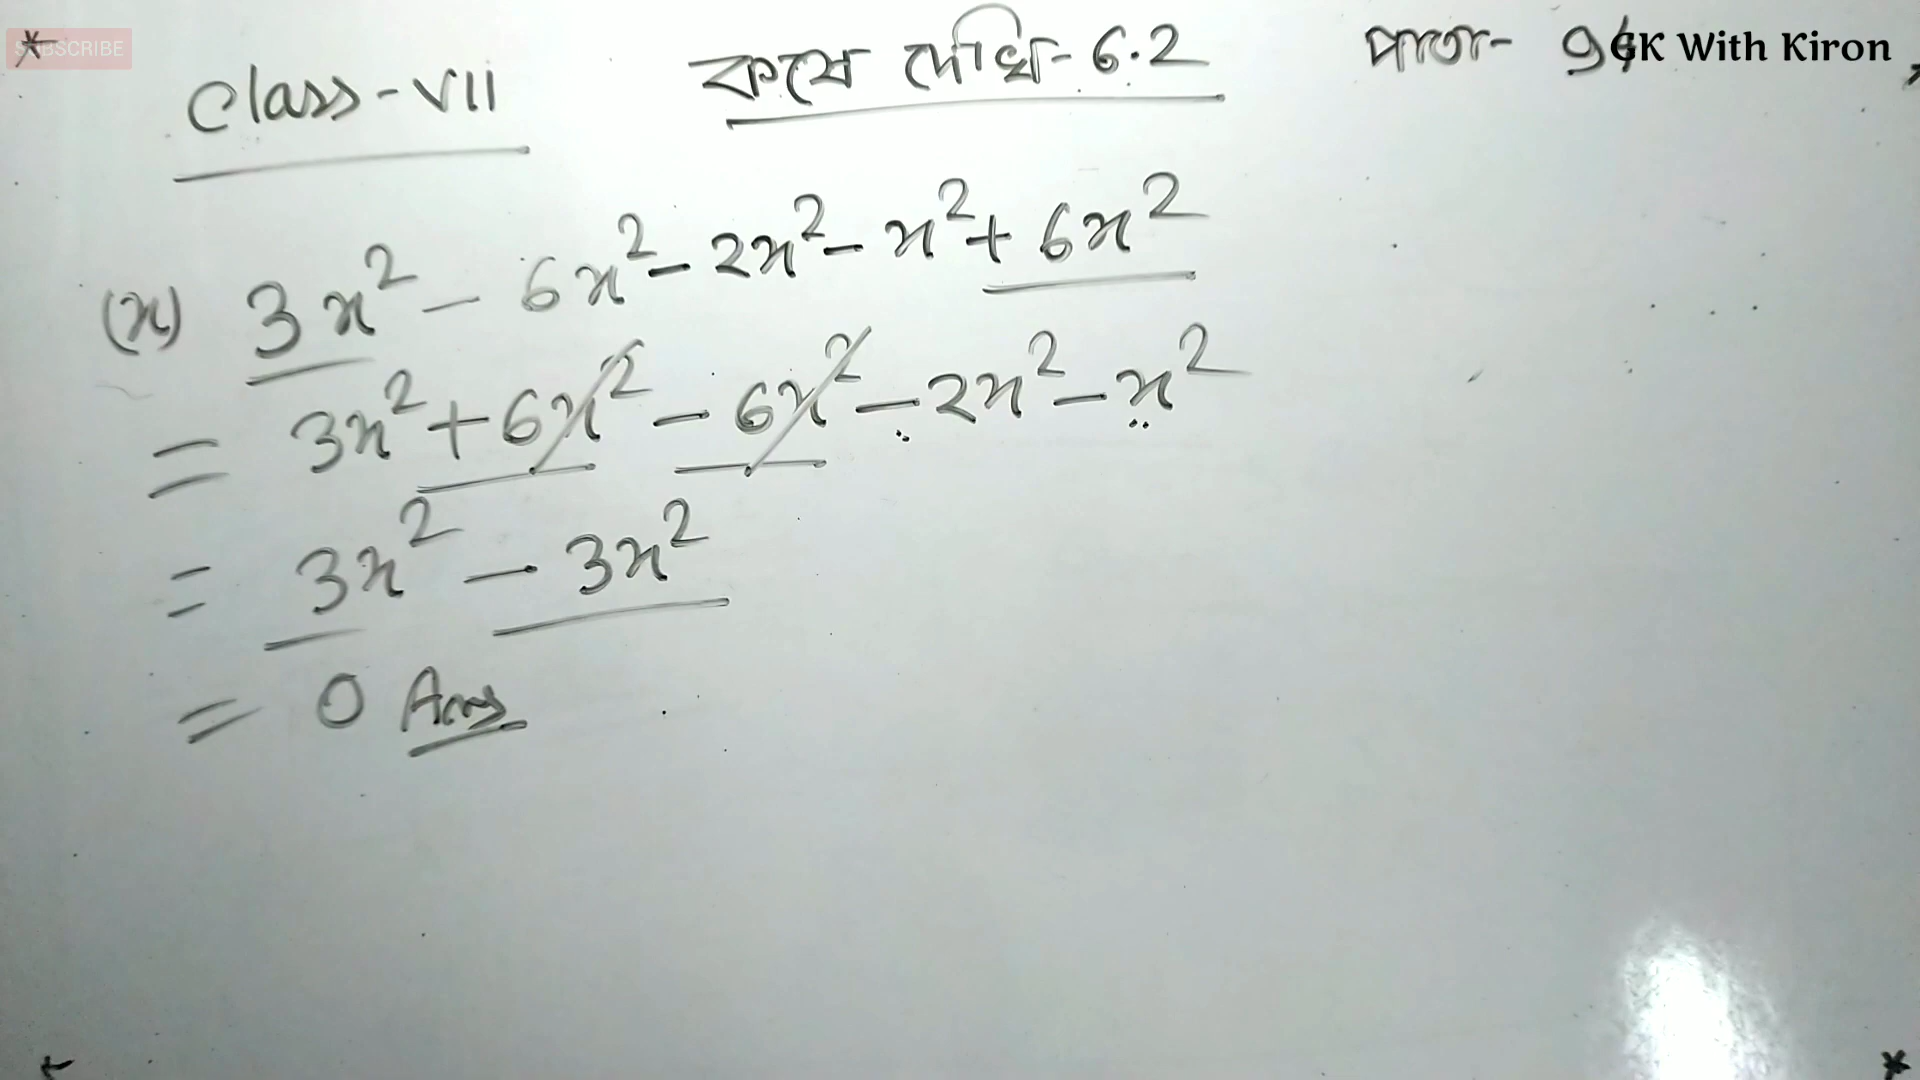 SUBSCRIBE
Class-VII কষে দেখি-6.2 পাতা- GK With Kiron
(x) 3x² - 6x² - 2x² - x² + 6x²
= 3x² + 6x² - 6x² - 2x² - x²
= 3x² - 3x²
= 0 Ans